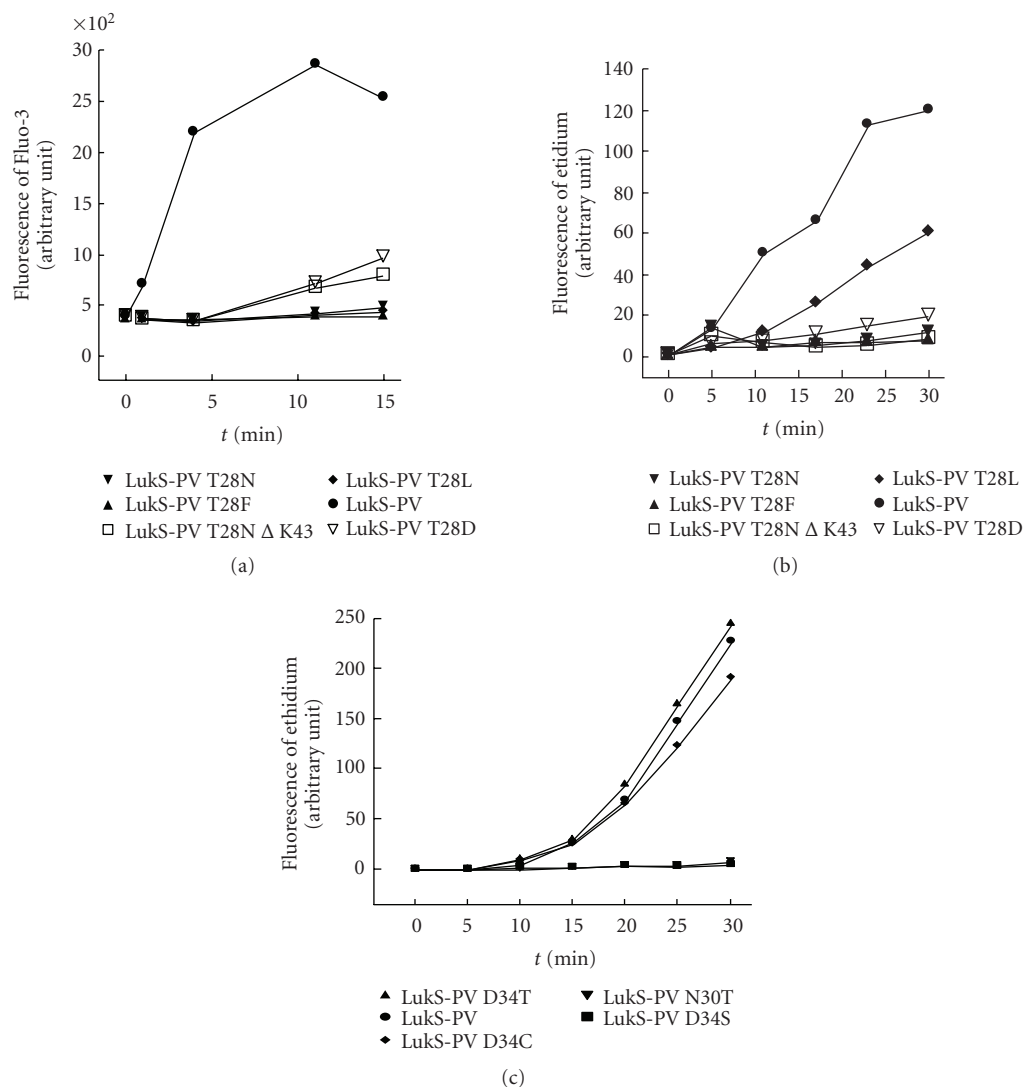 ×10²
30
25
20
15
10
5
0
Fluorescence of Fluo-3
(arbitrary unit)
0 5 10 15
t (min)
LukS-PV T28N
LukS-PV T28F
LukS-PV T28N Δ K43
LukS-PV T28L
LukS-PV
LukS-PV T28D
(a)
140
120
100
80
60
40
20
0
Fluorescence of etidium
(arbitrary unit)
0 5 10 15 20 25 30
t (min)
LukS-PV T28N
LukS-PV T28F
LukS-PV T28N Δ K43
LukS-PV T28L
LukS-PV
LukS-PV T28D
(b)
250
200
150
100
50
0
Fluorescence of ethidium
(arbitrary unit)
0 5 10 15 20 25 30
t (min)
LukS-PV D34T
LukS-PV
LukS-PV D34C
LukS-PV N30T
LukS-PV D34S
(c)